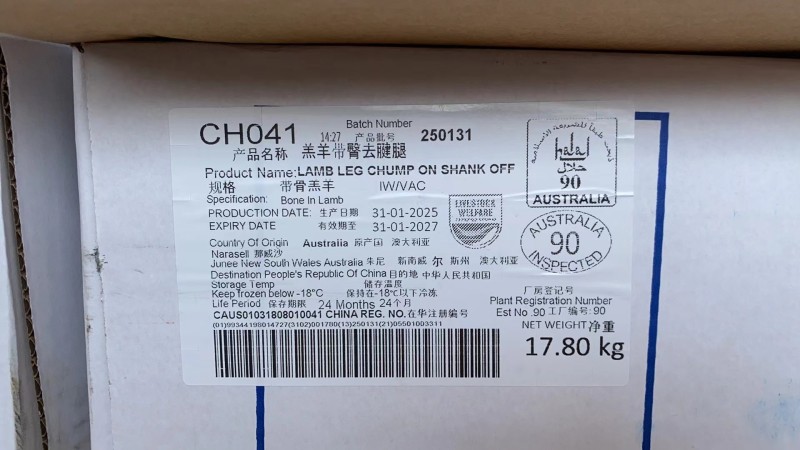 Batch Number
CH041 14:27 产品批号 250131
产品名称 羔羊带臀去腱腿
Product Name: LAMB LEG CHUMP ON SHANK OFF
规格 带骨羔羊 IW/VAC
Specification: Bone In Lamb
PRODUCTION DATE: 生产日期 31-01-2025
EXPIRY DATE 有效期至 31-01-2027
Country Of Origin Australia 原产国 澳大利亚
Narasell 那威沙
Junee New South Wales Australia 朱尼 新南威尔斯州 澳大利亚
Destination People's Republic Of China 目的地 中华人民共和国
Storage Temp 储存温度
Keep frozen below -18°C 保持在-18°C以下冷冻
Life Period 保存期限 24 Months 24个月
CAUS01031808010041 CHINA REG. NO.在华注册编号
(01)99344198014727(3102)001780(13)250131(21)05501003311
LIVESTOCK
WELFARE
halal
حلال
90
AUSTRALIA
AUSTRALIA
90
INSPECTED
厂房登记号
Plant Registration Number
Est No :90 工厂编号: 90
NET WEIGHT 净重
17.80 kg